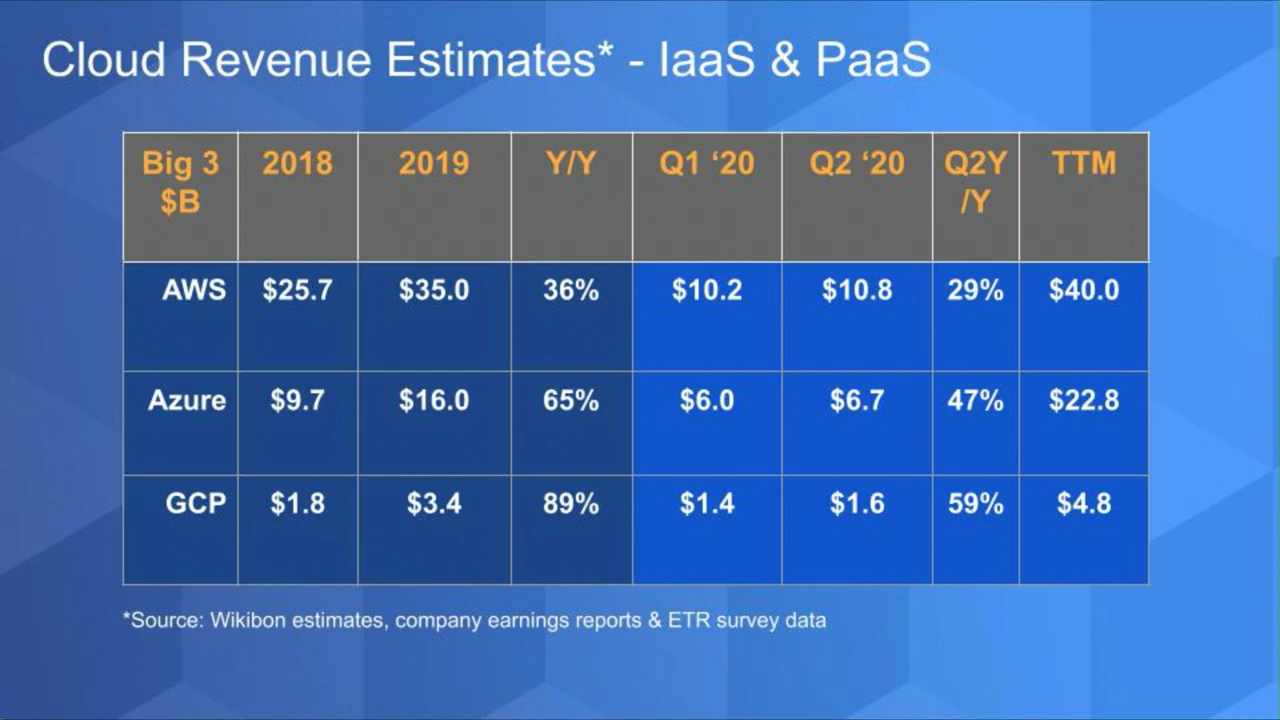 Cloud Revenue Estimates* - IaaS & PaaS
Big 3 $B 2018 2019 Y/Y Q1 ‘20 Q2 ‘20 Q2Y /Y TTM
AWS $25.7 $35.0 36% $10.2 $10.8 29% $40.0
Azure $9.7 $16.0 65% $6.0 $6.7 47% $22.8
GCP $1.8 $3.4 89% $1.4 $1.6 59% $4.8
*Source: Wikibon estimates, company earnings reports & ETR survey data